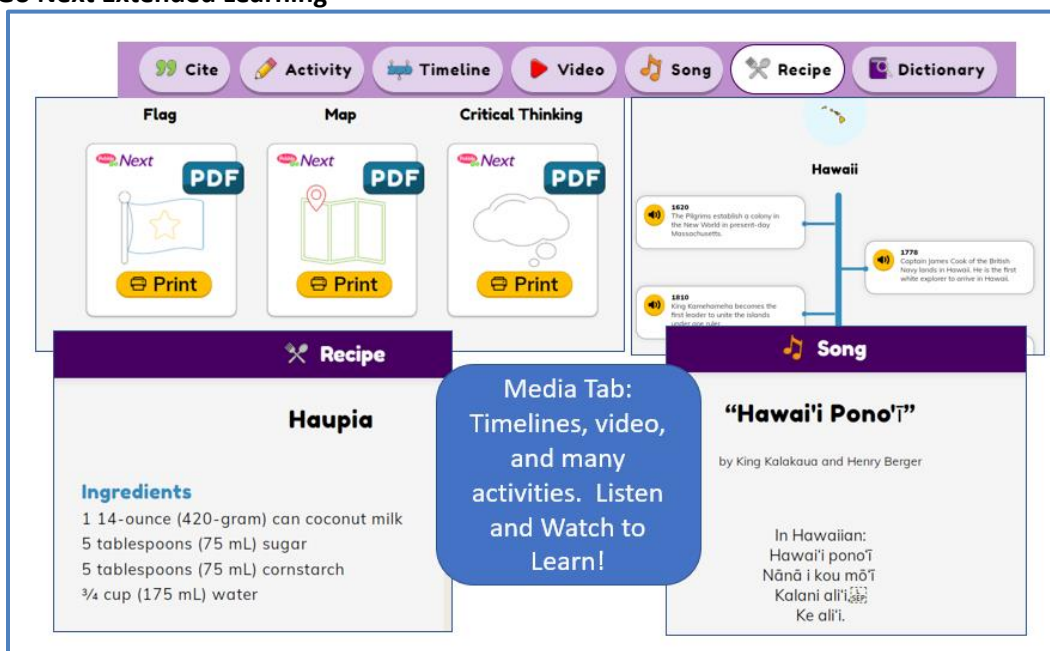 Go Next Extended Learning
Cite
Activity
Timeline
Video
Song
Recipe
Dictionary
Flag
Map
Critical Thinking
Next
PDF
Print
Next
PDF
Print
Next
PDF
Print
Hawaii
1620
The Pilgrims establish a colony in
the New World in present-day
Massachusetts.
1778
Captain James Cook of the British
Navy lands in Hawaii. He is the first
white explorer to arrive in Hawaii.
1810
King Kamehameha becomes the
first leader to unite the islands
under one ruler.
Recipe
Haupia
Ingredients
1 14-ounce (420-gram) can coconut milk
5 tablespoons (75 mL) sugar
5 tablespoons (75 mL) cornstarch
¾ cup (175 mL) water
Media Tab:
Timelines, video,
and many
activities. Listen
and Watch to
Learn!
Song
“Hawai'i Pono'ī”
by King Kalakaua and Henry Berger
In Hawaiian:
Hawai‘i pono‘ī
Nānā i kou mō‘ī
Kalani ali‘i,
Ke ali‘i.